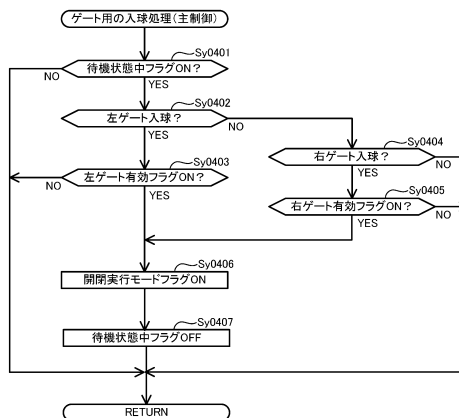 ゲート用の入球処理(主制御)
Sy0401
待機状態中フラグON?
NO
YES
Sy0402
左ゲート入球?
NO
YES
Sy0404
右ゲート入球?
NO
YES
Sy0403
左ゲート有効フラグON?
NO
YES
Sy0405
右ゲート有効フラグON?
NO
YES
Sy0406
開閉実行モードフラグON
Sy0407
待機状態中フラグOFF
RETURN